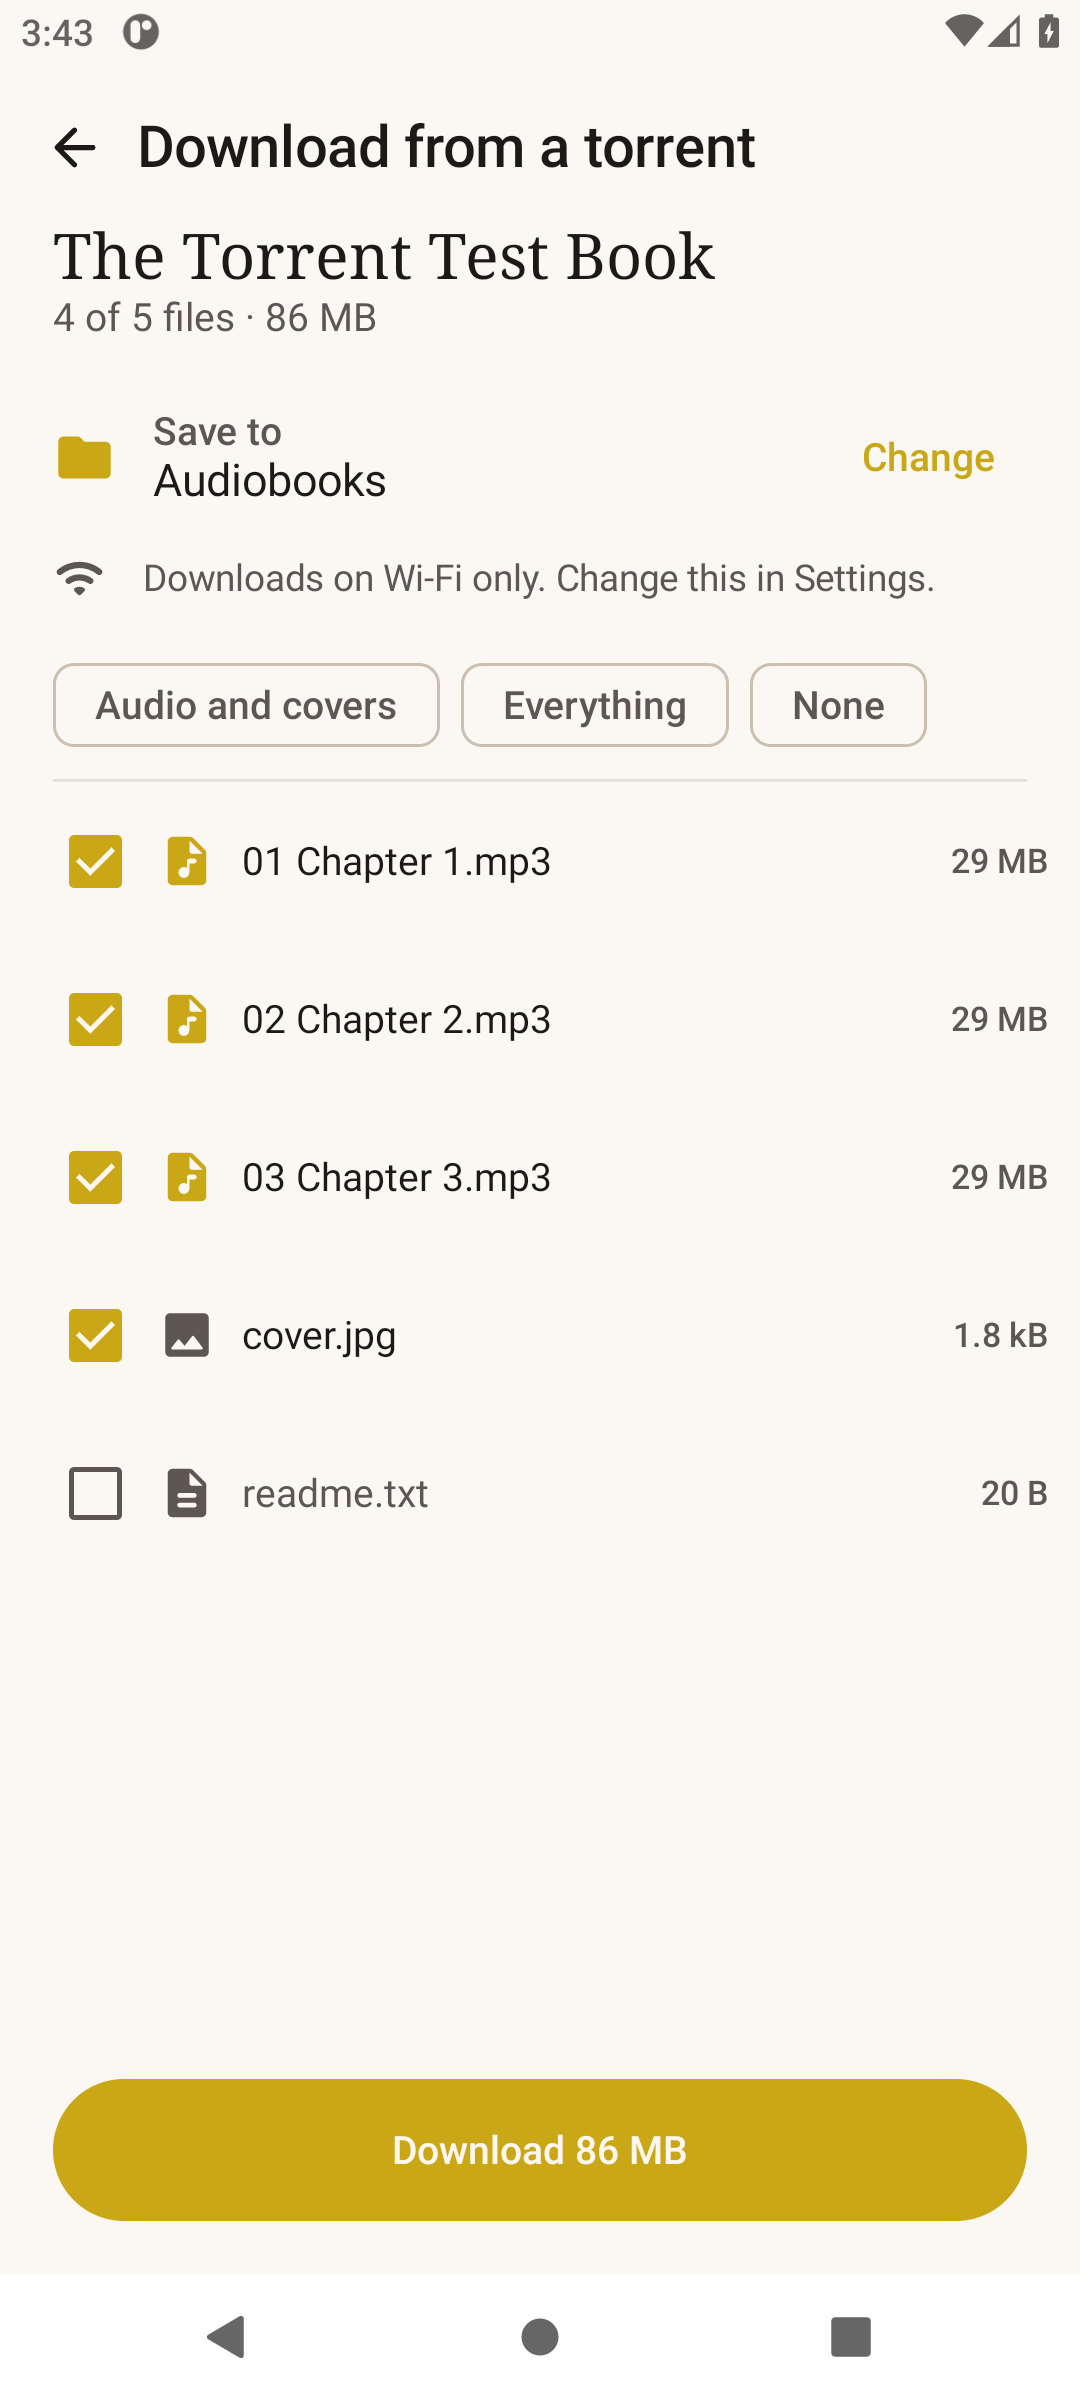 3:43
Download from a torrent
The Torrent Test Book
4 of 5 files · 86 MB
Save to
Audiobooks
Change
Downloads on Wi-Fi only. Change this in Settings.
Audio and covers
Everything
None
01 Chapter 1.mp3
29 MB
02 Chapter 2.mp3
29 MB
03 Chapter 3.mp3
29 MB
cover.jpg
1.8 kB
readme.txt
20 B
Download 86 MB